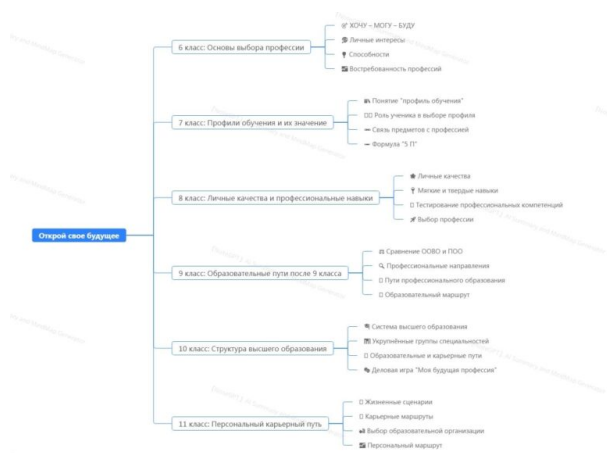 6 класс: Основы выбора профессии
ХОЧУ – МОГУ – БУДУ
Личные интересы
Способности
Востребованность профессий
7 класс: Профили обучения и их значение
Понятие "профиль обучения"
Роль ученика в выборе профиля
Связь предметов с профессией
Формула "5 П"
8 класс: Личные качества и профессиональные навыки
Личные качества
Мягкие и твердые навыки
Тестирование профессиональных компетенций
Выбор профессии
Открой свое будущее
9 класс: Образовательные пути после 9 класса
Сравнение ООВО и ПОО
Профессиональные направления
Пути профессионального образования
Образовательный маршрут
10 класс: Структура высшего образования
Система высшего образования
Укрупнённые группы специальностей
Образовательные и карьерные пути
Деловая игра "Моя будущая профессия"
11 класс: Персональный карьерный путь
Жизненные сценарии
Карьерные маршруты
Выбор образовательной организации
Персональный маршрут